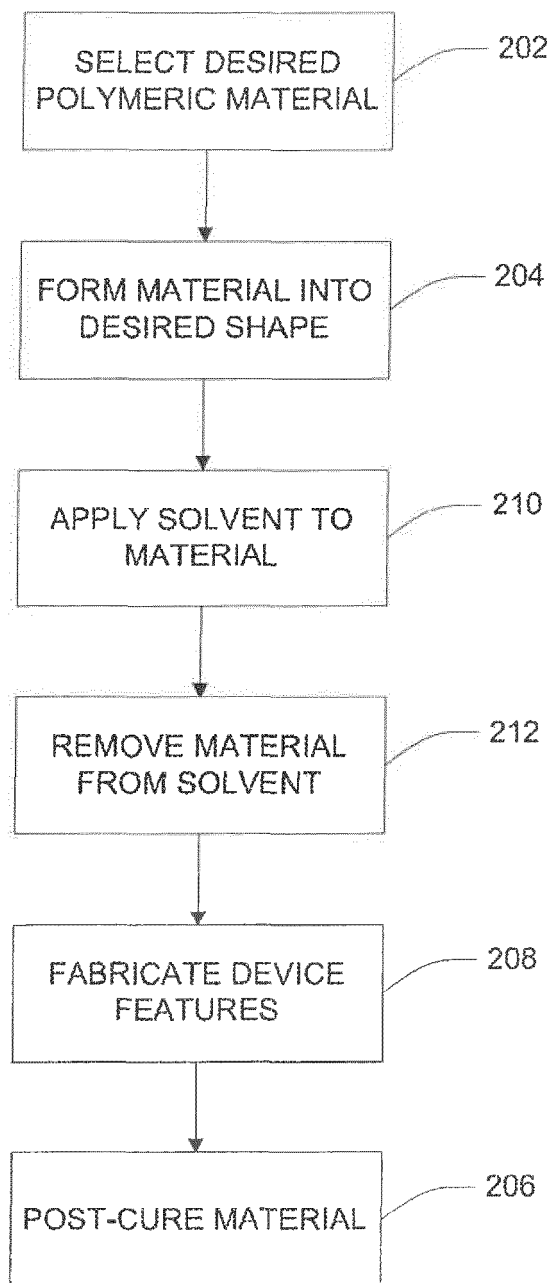 SELECT DESIRED
POLYMERIC MATERIAL
202
FORM MATERIAL INTO
DESIRED SHAPE
204
APPLY SOLVENT TO
MATERIAL
210
REMOVE MATERIAL
FROM SOLVENT
212
FABRICATE DEVICE
FEATURES
208
POST-CURE MATERIAL
206